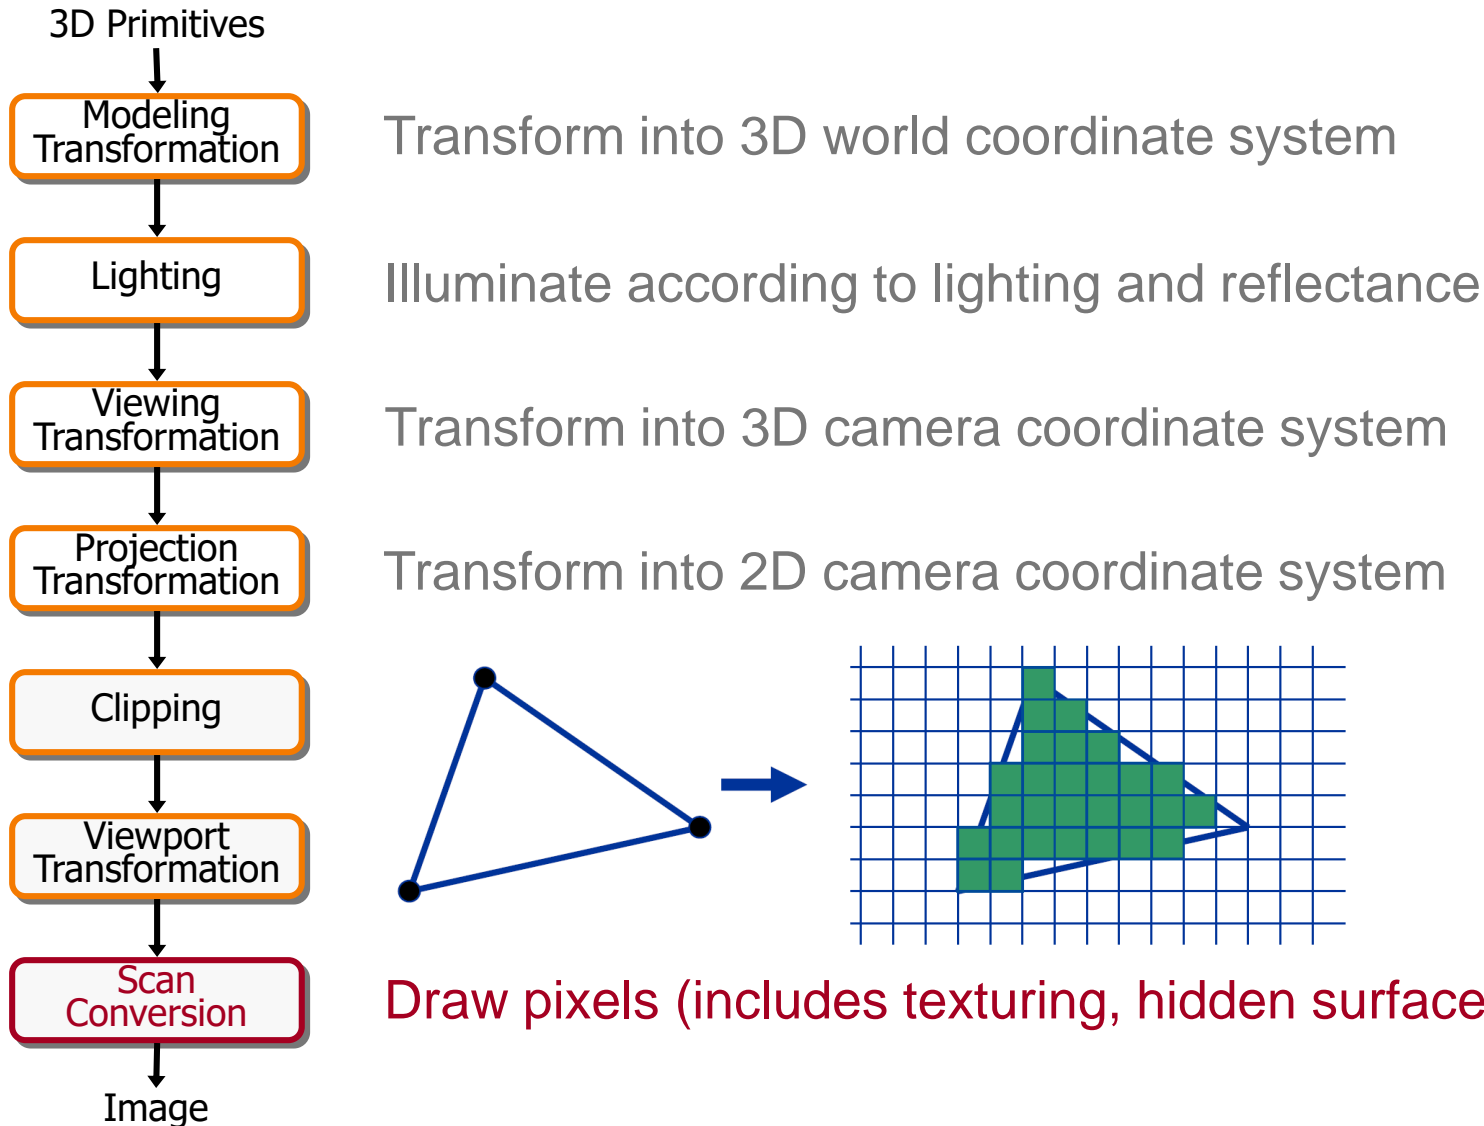 3D Primitives
Modeling
Transformation
Transform into 3D world coordinate system
Lighting
Illuminate according to lighting and reflectance
Viewing
Transformation
Transform into 3D camera coordinate system
Projection
Transformation
Transform into 2D camera coordinate system
Clipping
Viewport
Transformation
Scan
Conversion
Draw pixels (includes texturing, hidden surface
Image